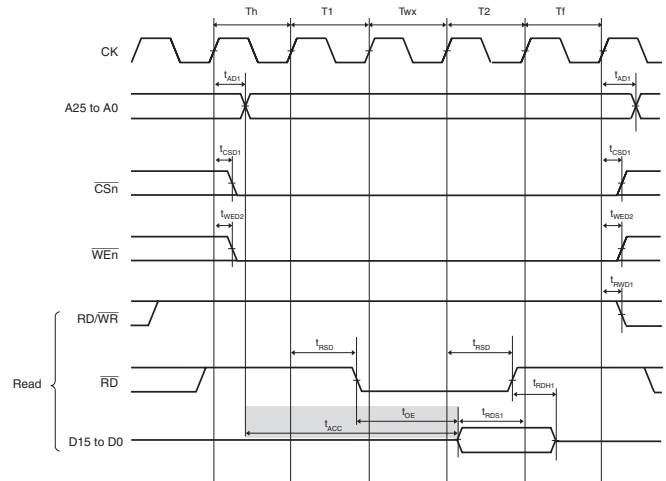 Th T1 Twx T2 Tf
CK
tAD1 tAD1
A25 to A0
tCSD1 tCSD1
CSn
tWED2 tWED2
WEn
tRWD1
RD/WR
tRSD tRSD
Read
RD
tRDH1
tOE tRDS1
tACC
D15 to D0